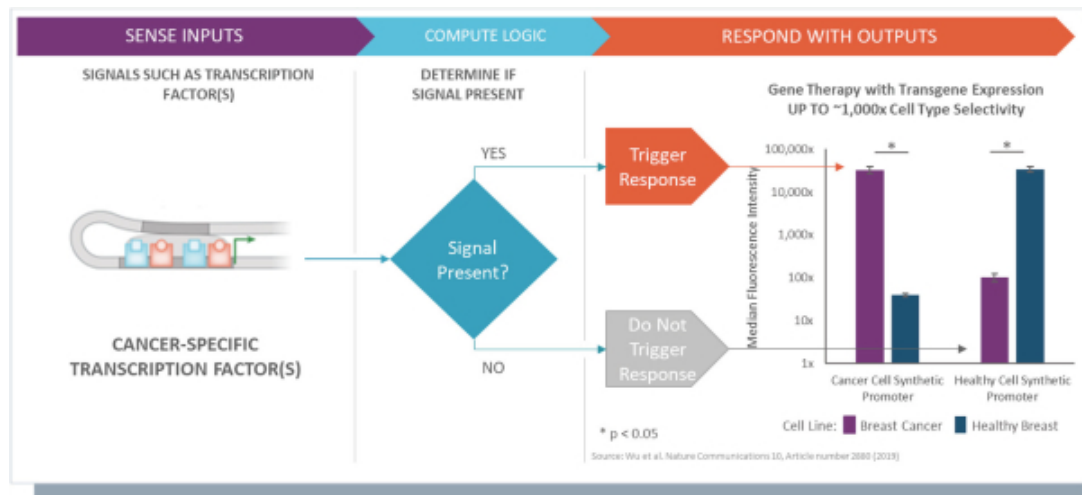 SENSE INPUTS
COMPUTE LOGIC
RESPOND WITH OUTPUTS
SIGNALS SUCH AS TRANSCRIPTION
FACTOR(S)
DETERMINE IF
SIGNAL PRESENT
CANCER-SPECIFIC
TRANSCRIPTION FACTOR(S)
YES
Signal
Present?
NO
Trigger
Response
Do Not
Trigger
Response
Gene Therapy with Transgene Expression
UP TO ~1,000x Cell Type Selectivity
Median Fluorescence Intensity
100,000x
10,000x
1,000x
100x
10x
1x
*
*
Cancer Cell Synthetic
Promoter
Healthy Cell Synthetic
Promoter
* p < 0.05
Cell Line: Breast Cancer Healthy Breast
Source: Wu et al. Nature Communications 10, Article number 2880 (2019)